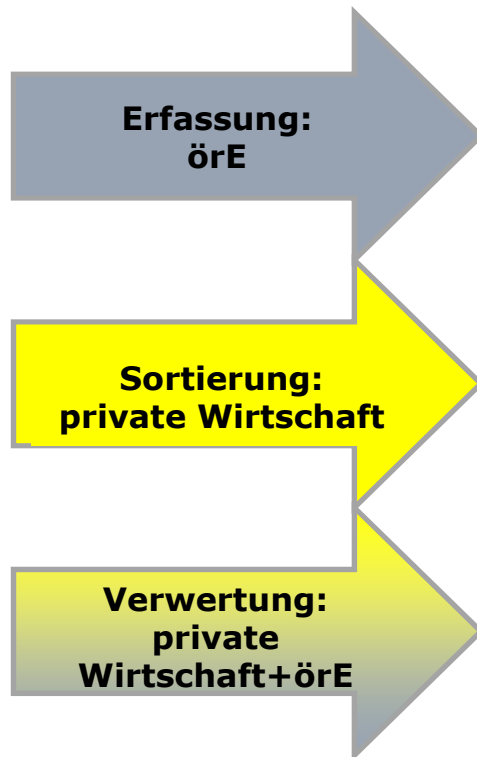 Erfassung:
örE
Sortierung:
private Wirtschaft
Verwertung:
private
Wirtschaft+örE